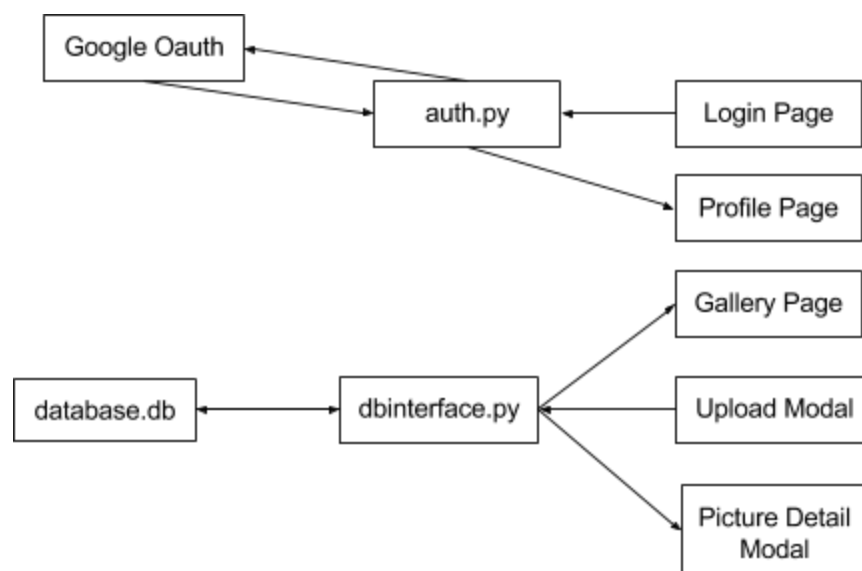 Google Oauth
auth.py
Login Page
Profile Page
Gallery Page
database.db
dbinterface.py
Upload Modal
Picture Detail
Modal